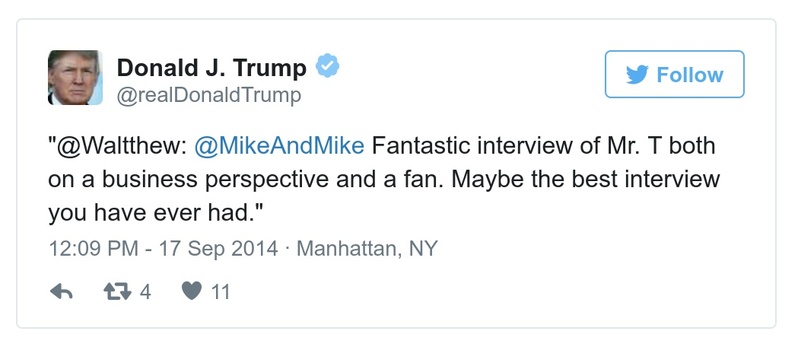 Donald J. Trump
Follow
@realDonaldTrump
"@Waltthew: @MikeAndMike Fantastic interview of Mr. T both
on a business perspective and a fan. Maybe the best interview
you have ever had."
12:09 PM - 17 Sep 2014 · Manhattan, NY
4 11